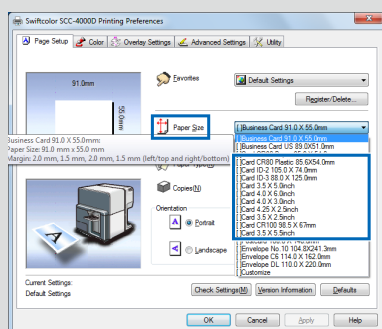 Swiftcolor SCC-4000D Printing Preferences
Page Setup
Color
Overlay Settings
Advanced Settings
Utility
91.0mm
55.0mm
Favorites
Default Settings
Register/Delete...
Paper Size
[ ]Business Card 91.0 X 55.0mm
[ ]Business Card 91.0 X 55.0mm
[ ]Business Card US 89.0X51.0mm
Business Card 91.0 X 55.0mm:
Paper Size: 91.0 mm x 55.0 mm
Margin: 2.0 mm, 1.5 mm, 2.0 mm, 1.5 mm (left/top and right/bottom)
[ ]Card CR80 Plastic 85.6X54.0mm
[ ]Card ID-2 105.0 X 74.0mm
[ ]Card ID-3 88.0 X 125.0mm
[ ]Card 3.5 X 5.0inch
[ ]Card 4.0 X 6.0inch
[ ]Card 4.0 X 3.0inch
[ ]Card 4.25 X 2.5inch
[ ]Card 3.5 X 2.5inch
[ ]Card CR100 98.5 X 67mm
[ ]Card 3.5 X 5.5inch
[ ]Envelope No.10 104.8X241.3mm
[ ]Envelope C6 114.0 X 162.0mm
[ ]Envelope DL 110.0 X 220.0mm
[ ]Customize
Copies(N)
Orientation
A
Portrait
A
Landscape
Current Settings:
Default Settings
Check Settings(M)
Version Information
Defaults
OK
Cancel
Apply
Help